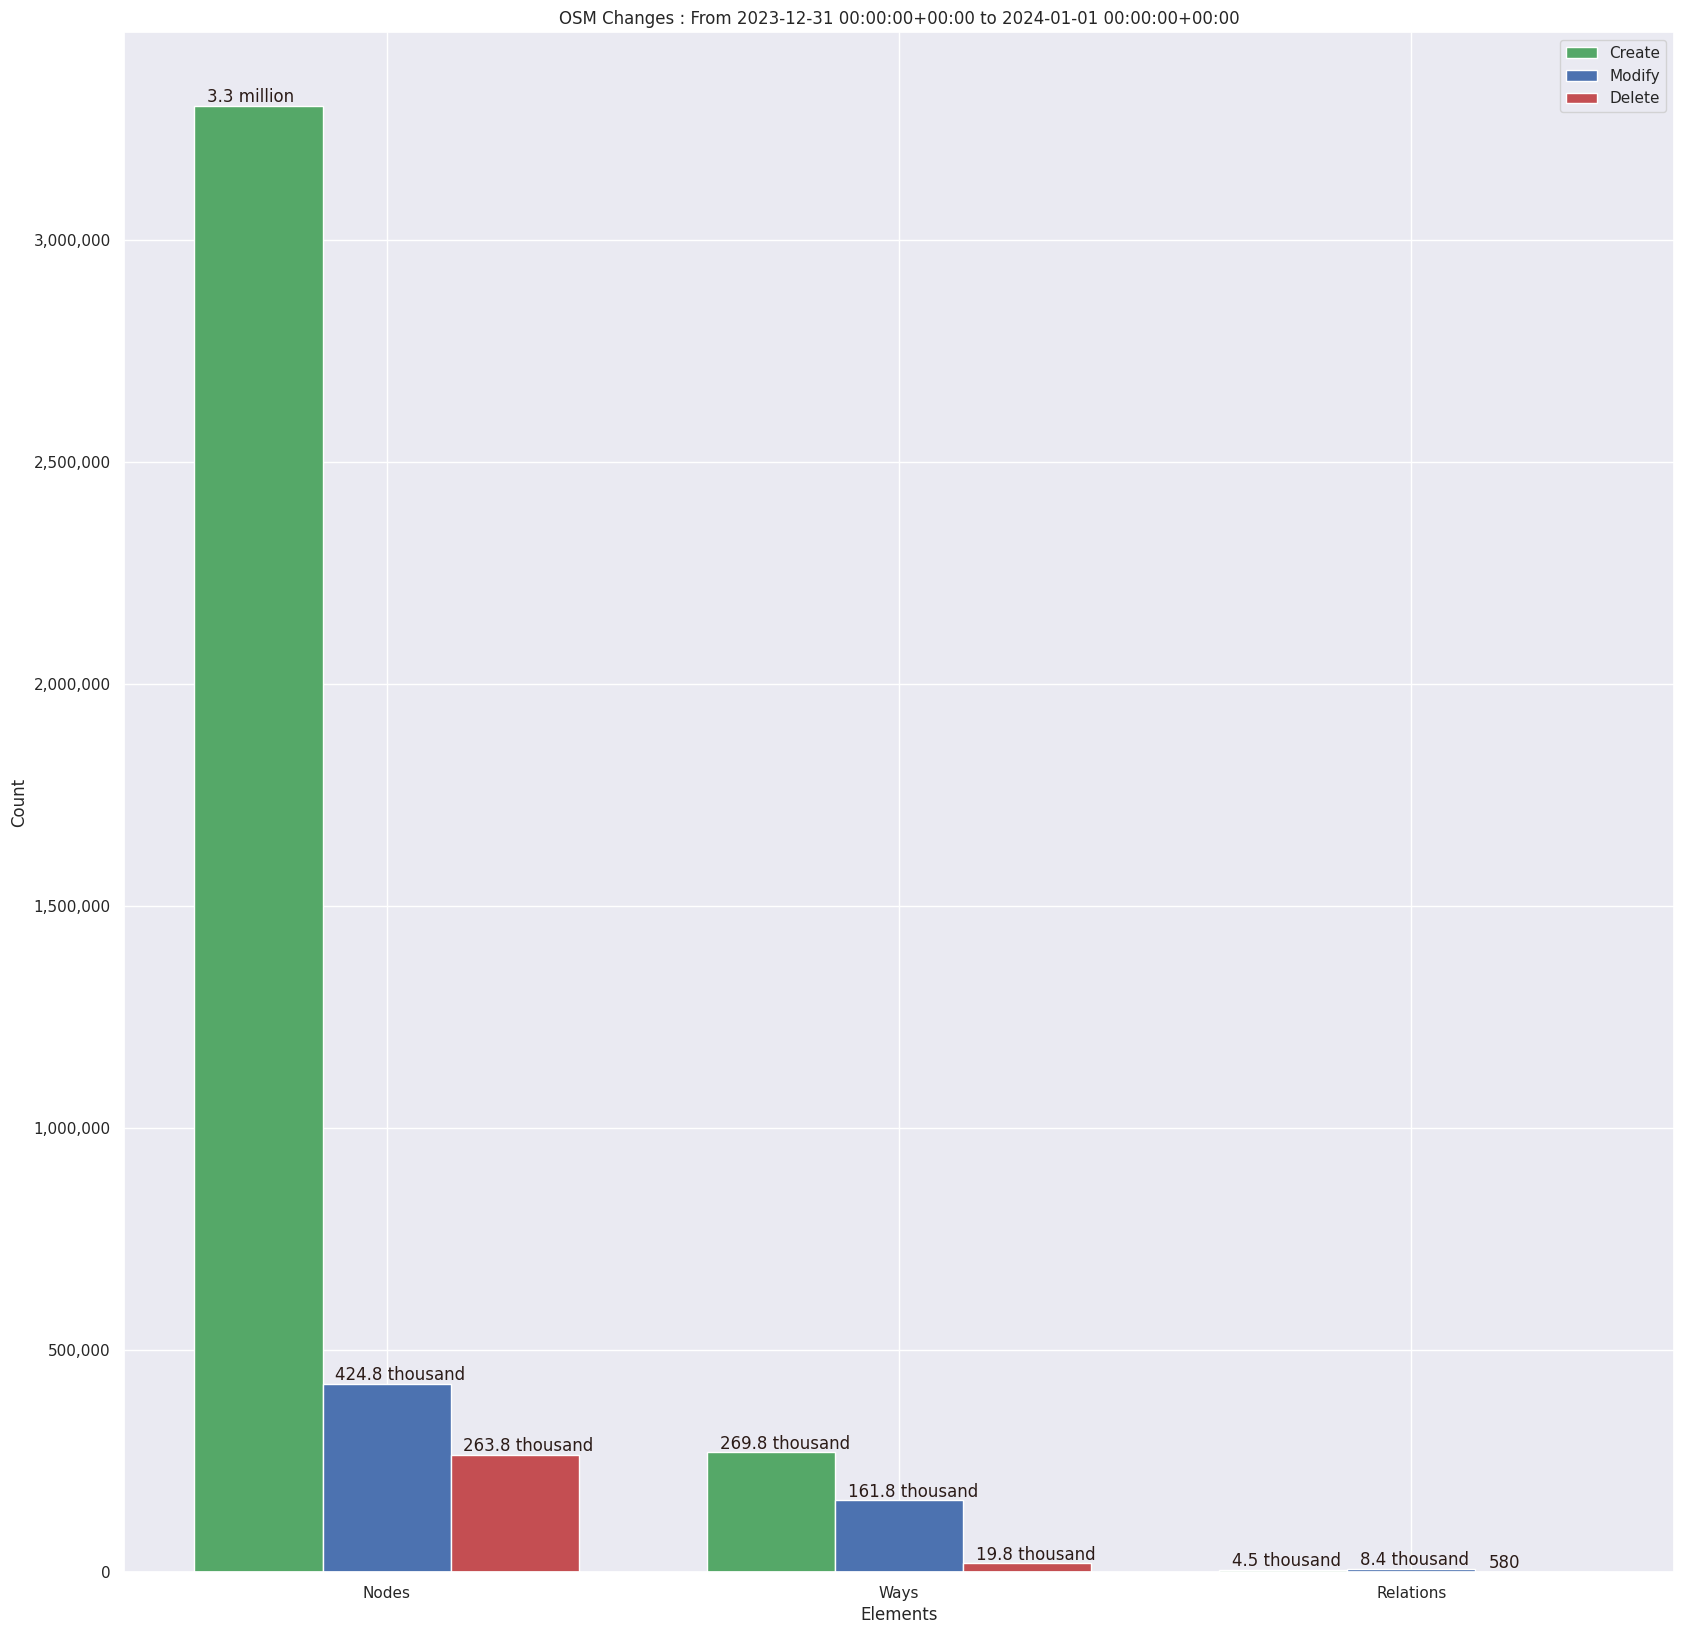 OSM Changes : From 2023-12-31 00:00:00+00:00 to 2024-01-01 00:00:00+00:00
Create
Modify
Delete
Count
3,000,000
2,500,000
2,000,000
1,500,000
1,000,000
500,000
0
3.3 million
424.8 thousand
263.8 thousand
269.8 thousand
161.8 thousand
19.8 thousand
4.5 thousand
8.4 thousand
580
Nodes
Ways
Relations
Elements